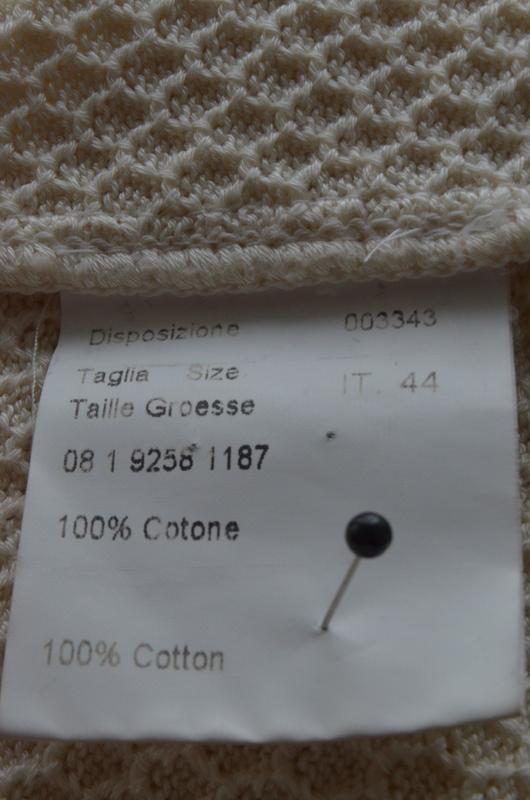 Disposizione 003343
Taglia Size
IT. 44
Taille Groesse
08 1 9258 1187
100% Cotone
100% Cotton